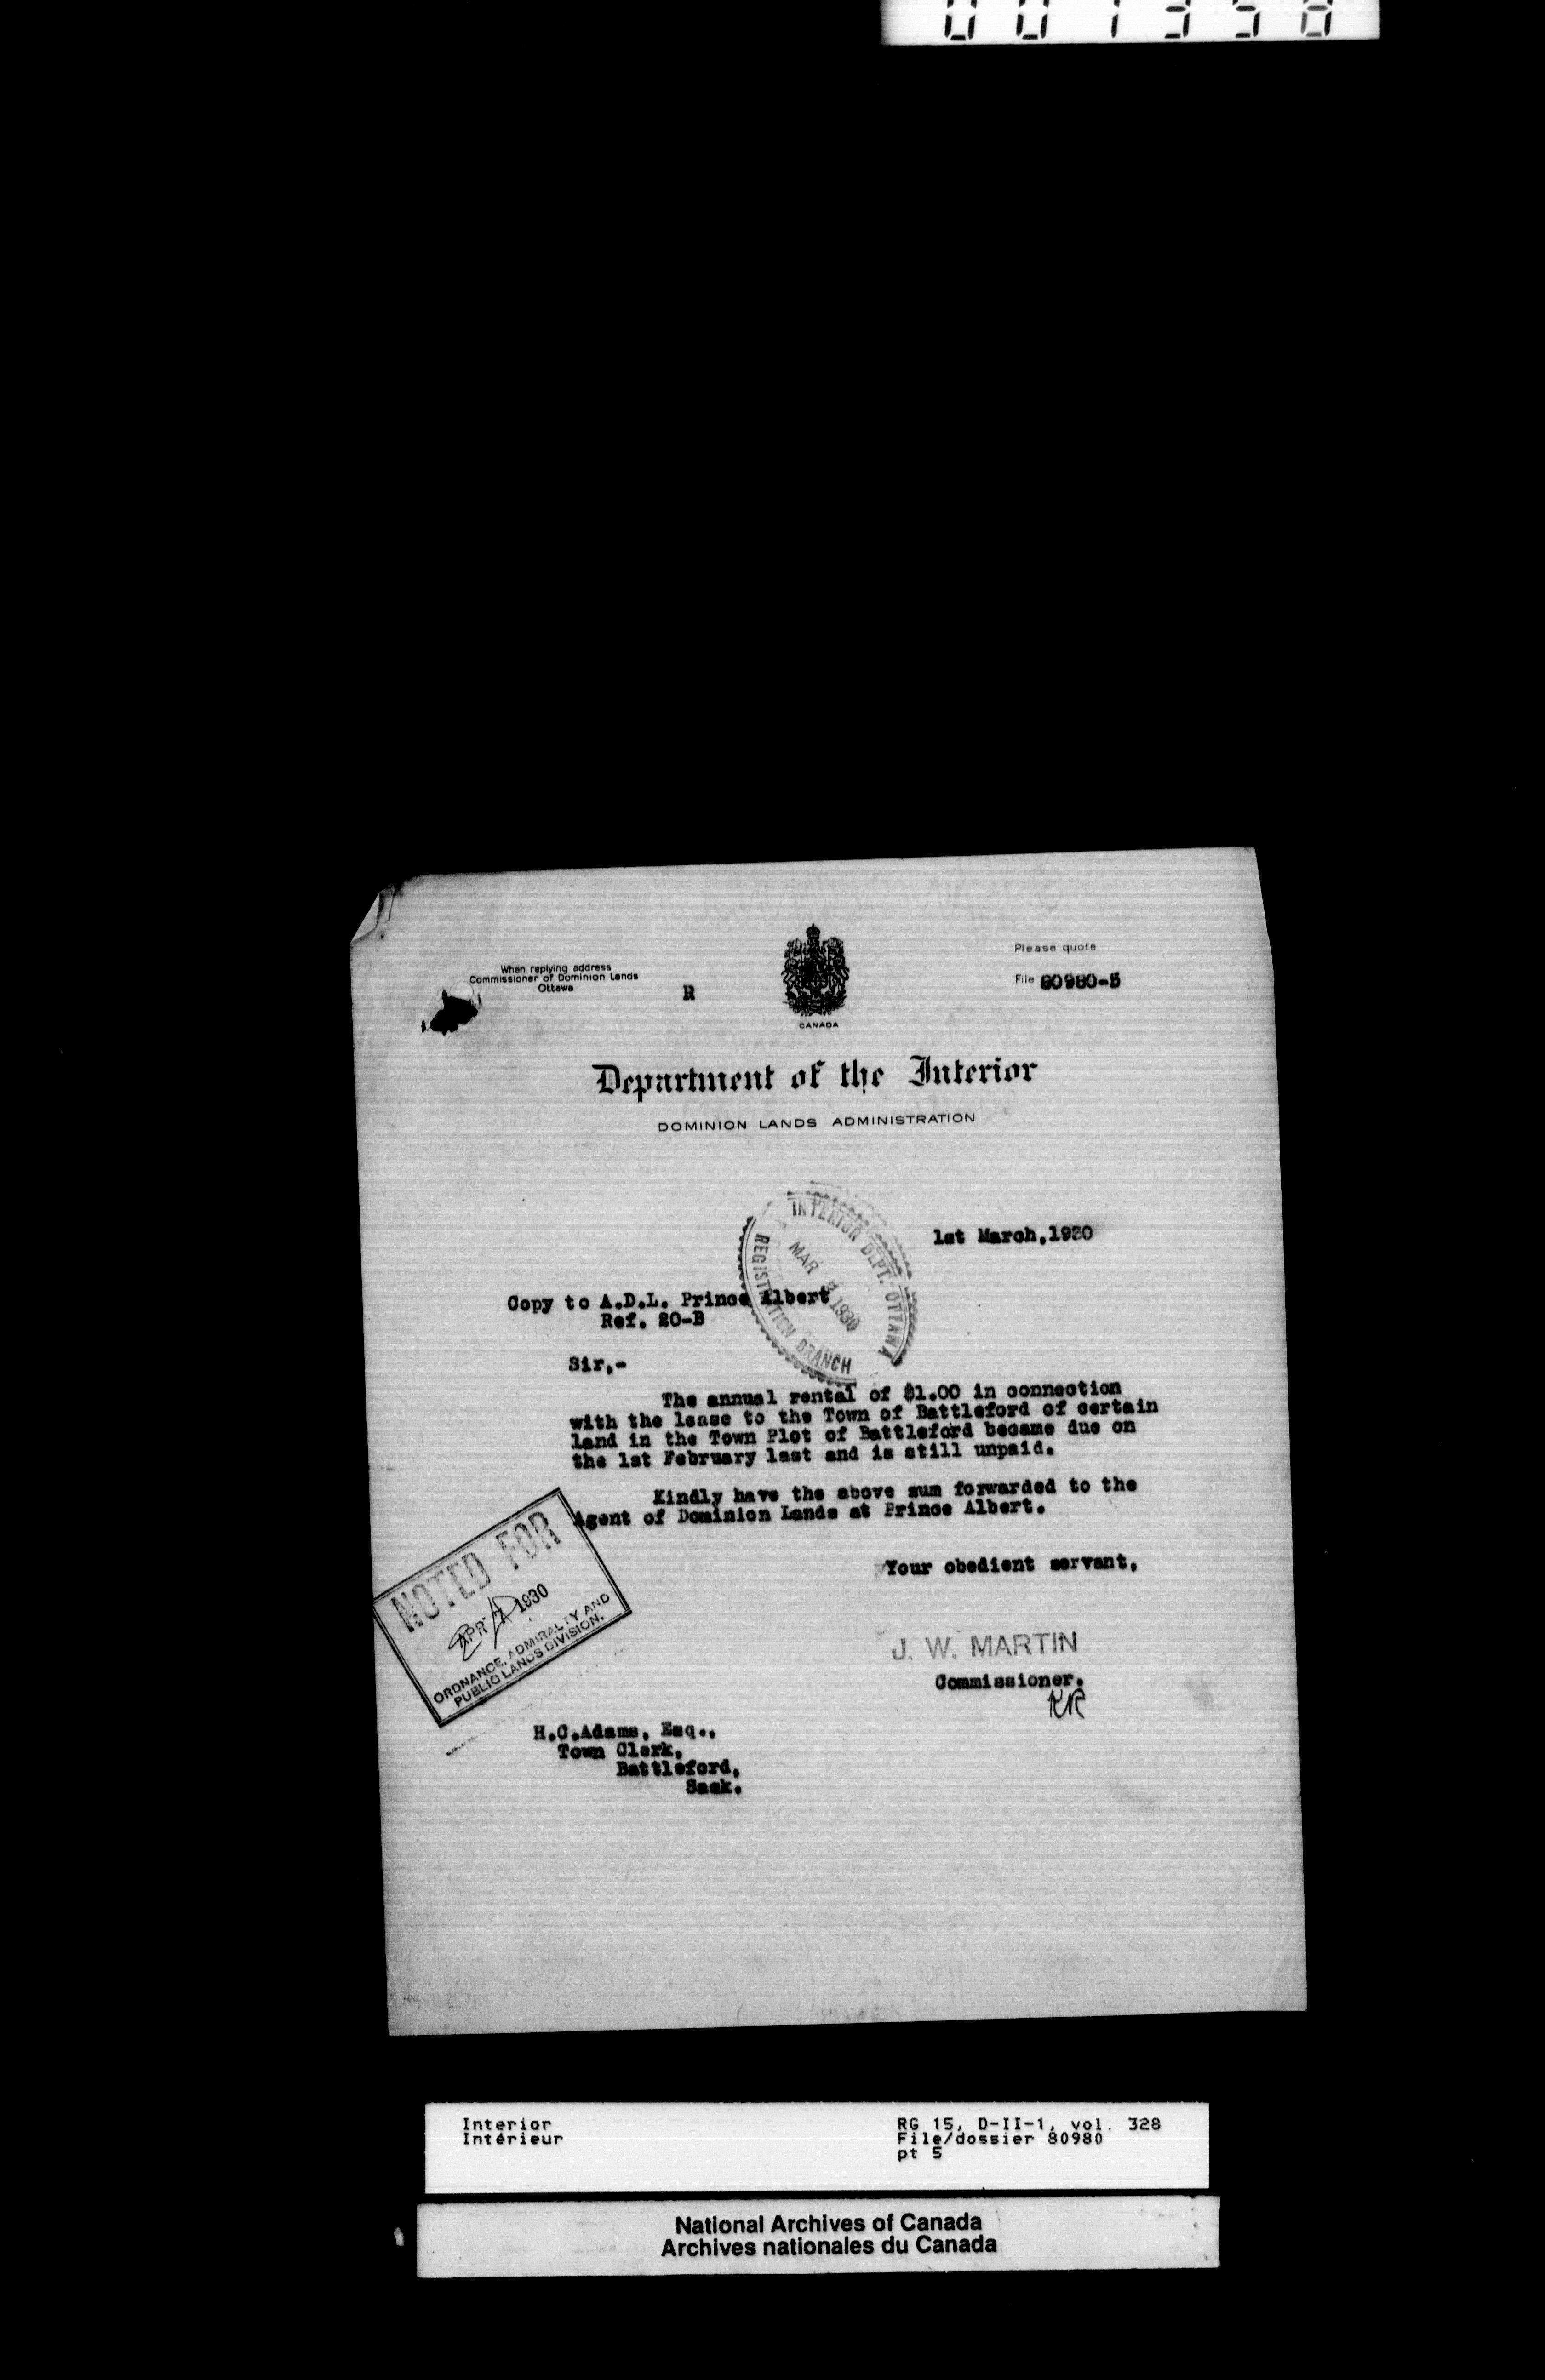 001358
When replying address
Commissioner of Dominion Lands
Ottawa
R
CANADA
Please quote
File 80980-5
Department of the Interior
DOMINION LANDS ADMINISTRATION
INTERIOR DEPT. OTTAWA
MAR 1930
REGISTRATION BRANCH
1st March,1930
Copy to A.D.L. Prince Albert
Ref. 20-B
Sir,-
The annual rental of $1.00 in connection
with the lease to the Town of Battleford of certain
land in the Town Plot of Battleford became due on
the 1st February last and is still unpaid.
Kindly have the above sum forwarded to the
Agent of Dominion Lands at Prince Albert.
Your obedient servant,
NOTED FOR
APR 7 1930
ORDNANCE, ADMIRALTY AND
PUBLIC LANDS DIVISION.
J. W. MARTIN
Commissioner.
KR
H.C.Adams, Esq.,
Town Clerk,
Battleford,
Sask.
Interior
Intérieur
RG 15, D-II-1, vol. 328
File/dossier 80980
pt 5
National Archives of Canada
Archives nationales du Canada